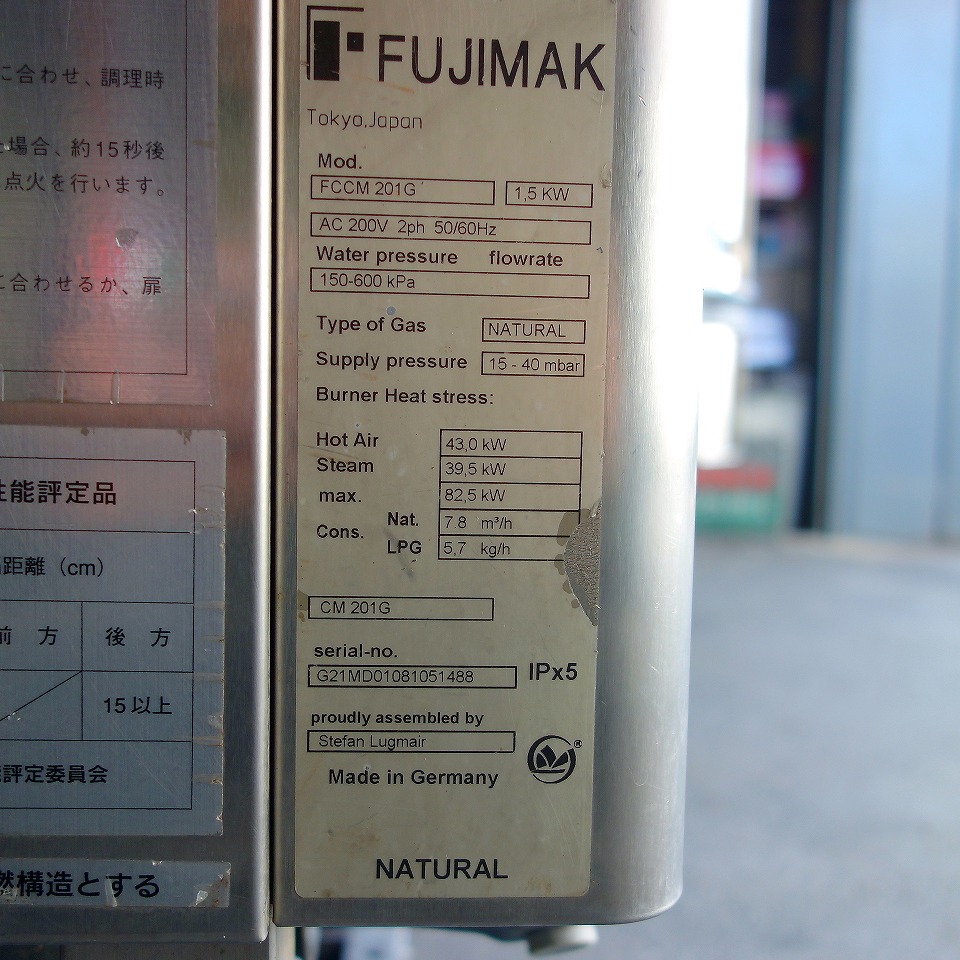 に合わせ、調理時
場合、約15秒後
点火を行います。
に合わせるか、扉
性能評定品
距離（cm）
前 方 後 方
15以上
評定委員会
燃構造とする
FUJIMAK
Tokyo,Japan
Mod.
FCCM 201G 1,5 KW
AC 200V 2ph 50/60Hz
Water pressure flowrate
150-600 kPa
Type of Gas NATURAL
Supply pressure 15 - 40 mbar
Burner Heat stress:
Hot Air 43,0 kW
Steam 39,5 kW
max. 82,5 kW
Cons. Nat. 7.8 m³/h
LPG 5,7 kg/h
CM 201G
serial-no.
G21MD01081051488 IPx5
proudly assembled by
Stefan Lugmair
®
Made in Germany
NATURAL